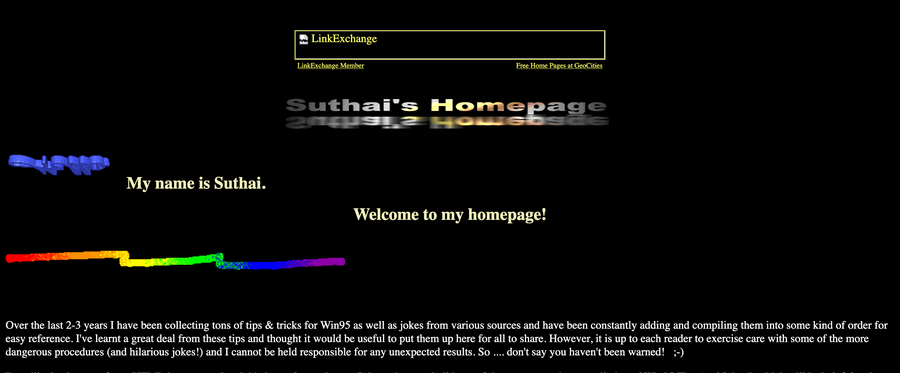 LinkExchange
LinkExchange Member
Free Home Pages at GeoCities
Suthai's Homepage
My name is Suthai.
Welcome to my homepage!
Over the last 2-3 years I have been collecting tons of tips & tricks for Win95 as well as jokes from various sources and have been constantly adding and compiling them into some kind of order for
easy reference. I've learnt a great deal from these tips and thought it would be useful to put them up here for all to share. However, it is up to each reader to exercise care with some of the more
dangerous procedures (and hilarious jokes!) and I cannot be held responsible for any unexpected results. So .... don't say you haven't been warned!   ;-)